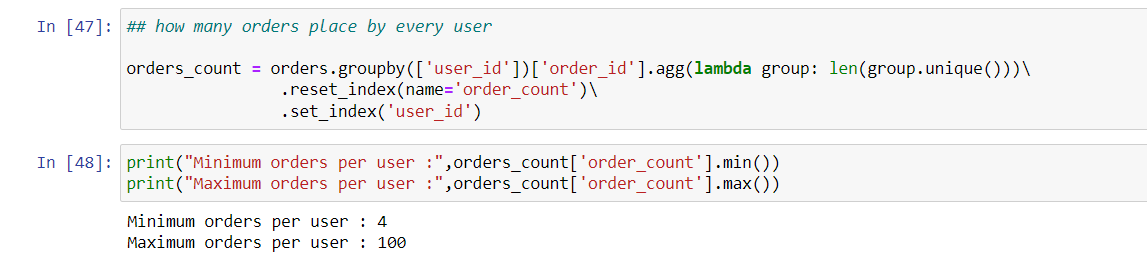 In [47]: ## how many orders place by every user
orders_count = orders.groupby(['user_id'])['order_id'].agg(lambda group: len(group.unique()))\
.reset_index(name='order_count')\
.set_index('user_id')
In [48]: print("Minimum orders per user :",orders_count['order_count'].min())
print("Maximum orders per user :",orders_count['order_count'].max())
Minimum orders per user : 4
Maximum orders per user : 100